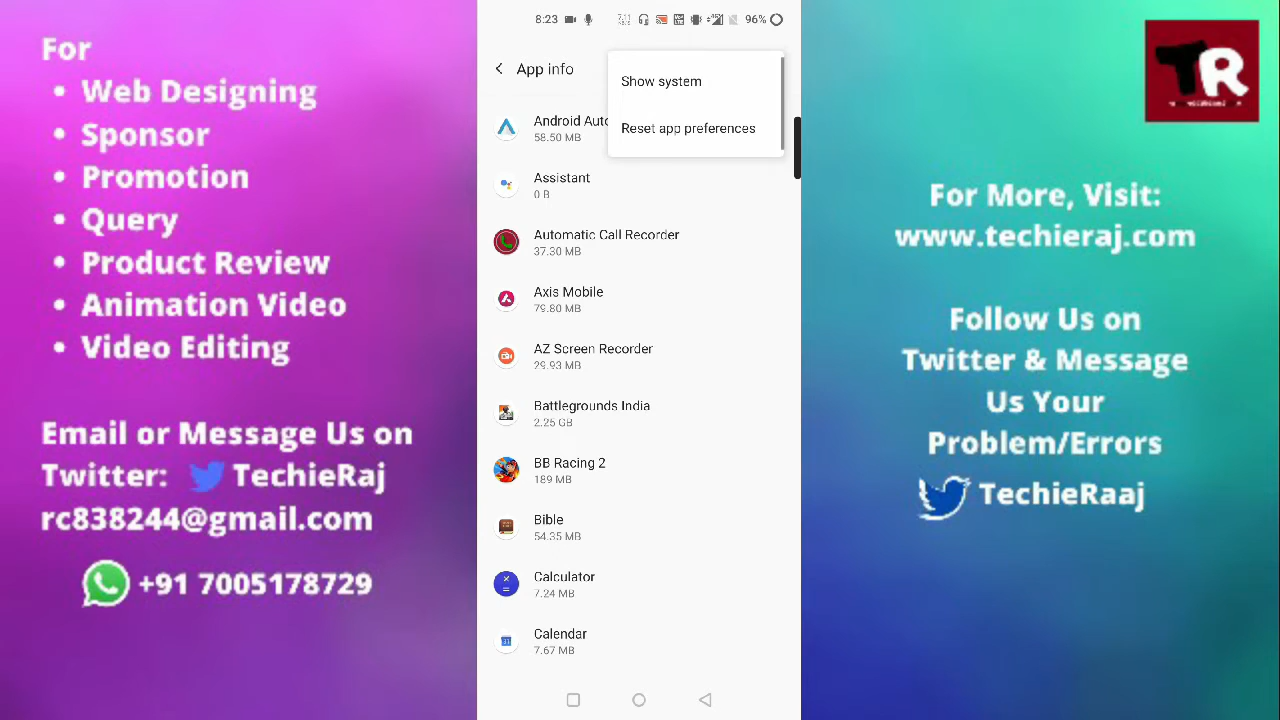 For
• Web Designing
• Sponsor
• Promotion
• Query
• Product Review
• Animation Video
• Video Editing
Email or Message Us on
Twitter: TechieRaj
rc838244@gmail.com
+91 7005178729
8:23
96%
App info
Show system
Reset app preferences
Android Auto
58.50 MB
Assistant
0 B
Automatic Call Recorder
37.30 MB
Axis Mobile
79.80 MB
AZ Screen Recorder
29.93 MB
Battlegrounds India
2.25 GB
BB Racing 2
189 MB
Bible
54.35 MB
Calculator
7.24 MB
Calendar
7.67 MB
TR
For More, Visit:
www.techieraj.com
Follow Us on
Twitter & Message
Us Your
Problem/Errors
TechieRaaj